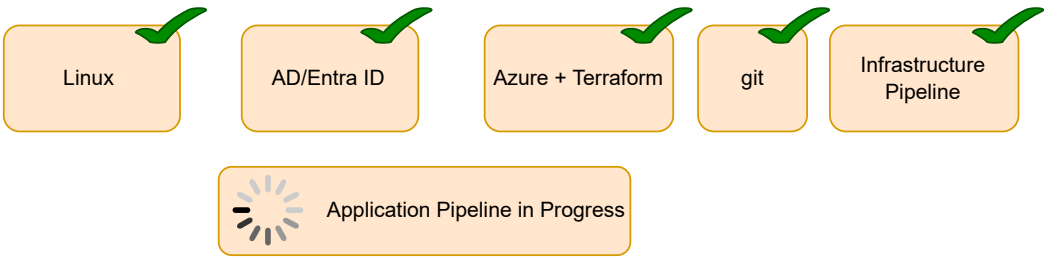 Linux
AD/Entra ID
Azure + Terraform
git
Infrastructure
Pipeline
Application Pipeline in Progress